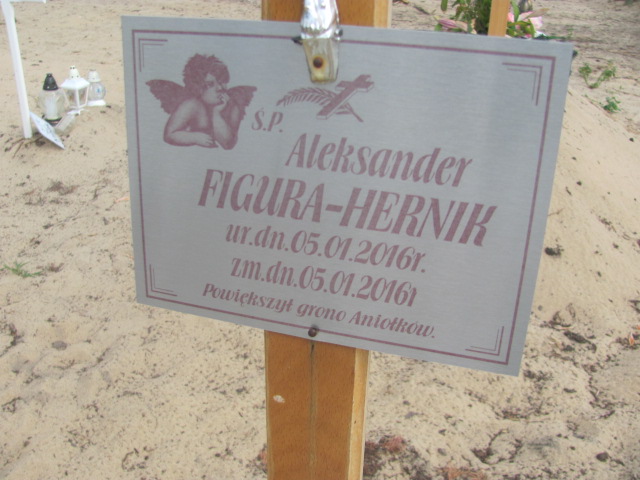 Ś.P.
Aleksander
FIGURA-HERNIK
ur.dn.05.01.2016r.
zm.dn.05.01.2016r
Powiększył grono Aniołków.